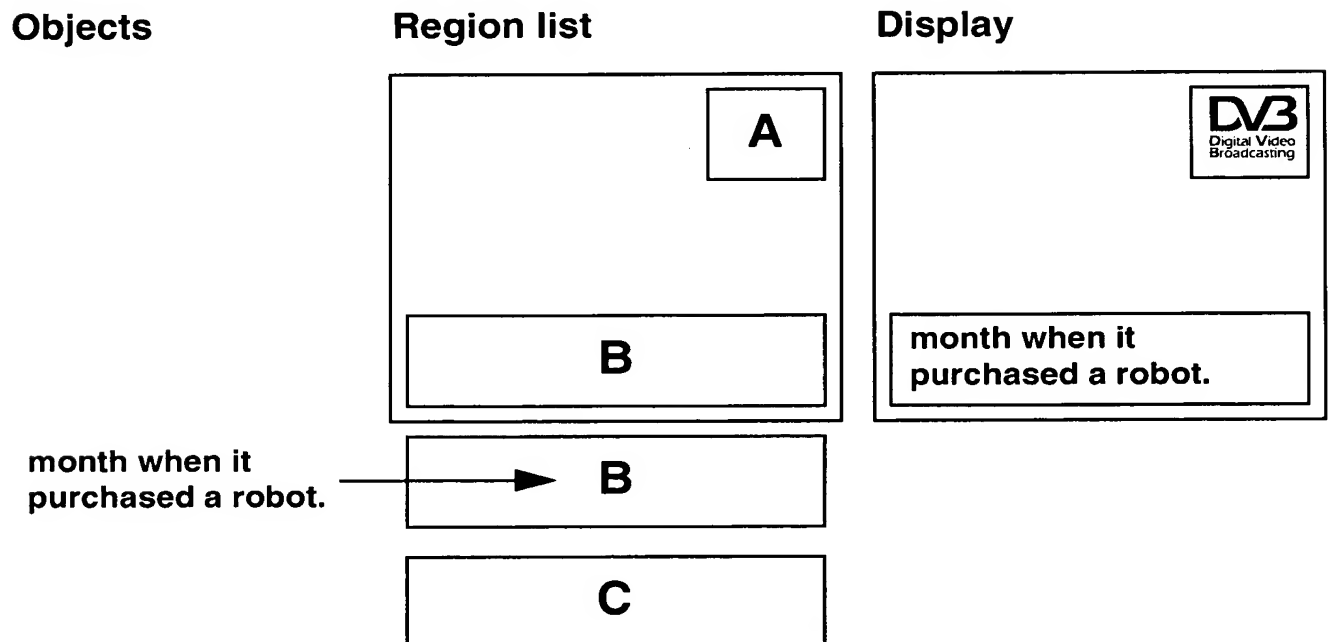 Objects
Region list
Display
A
DVB
Digital Video
Broadcasting
B
month when it
purchased a robot.
month when it
purchased a robot.
B
C